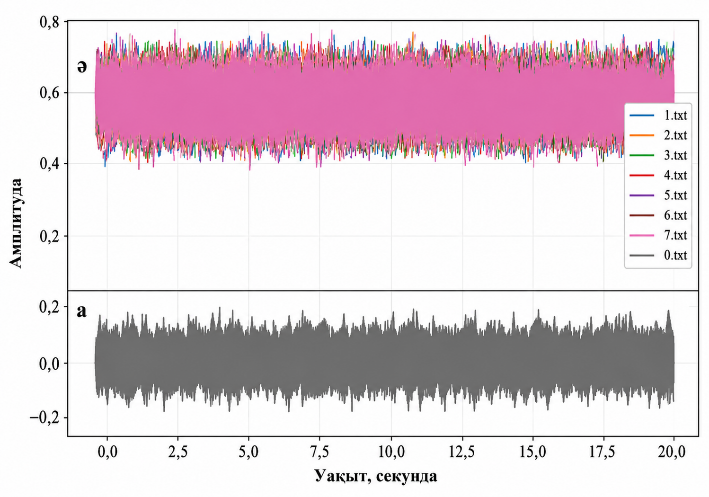 0,8
ә
0,6
0,4
0,2
1.txt
2.txt
3.txt
4.txt
5.txt
6.txt
7.txt
0.txt
Амплитуда
а
0,2
0,0
−0,2
0,0 2,5 5,0 7,5 10,0 12,5 15,0 17,5 20,0
Уақыт, секунда